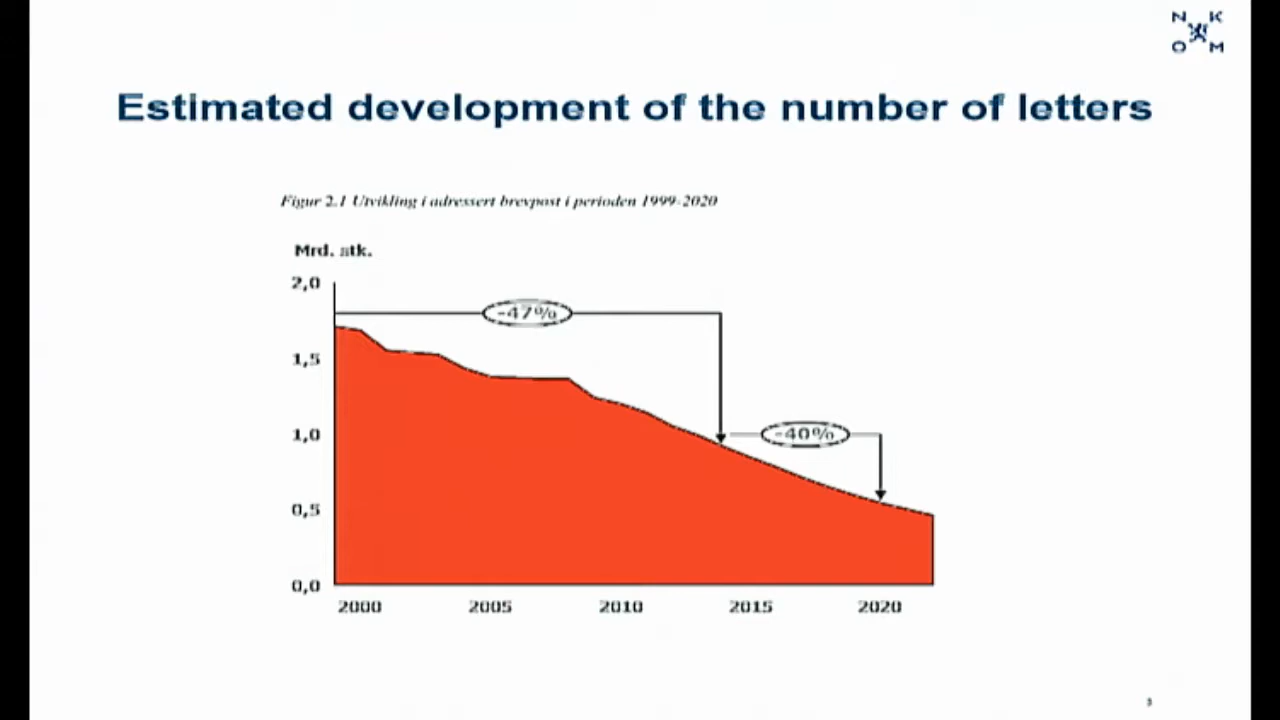 N K
O M
Estimated development of the number of letters
Figur 2.1 Utvikling i adressert brevpost i perioden 1999-2020
Mrd. stk.
2,0
-47%
1,5
1,0
-40%
0,5
0,0
2000 2005 2010 2015 2020
3